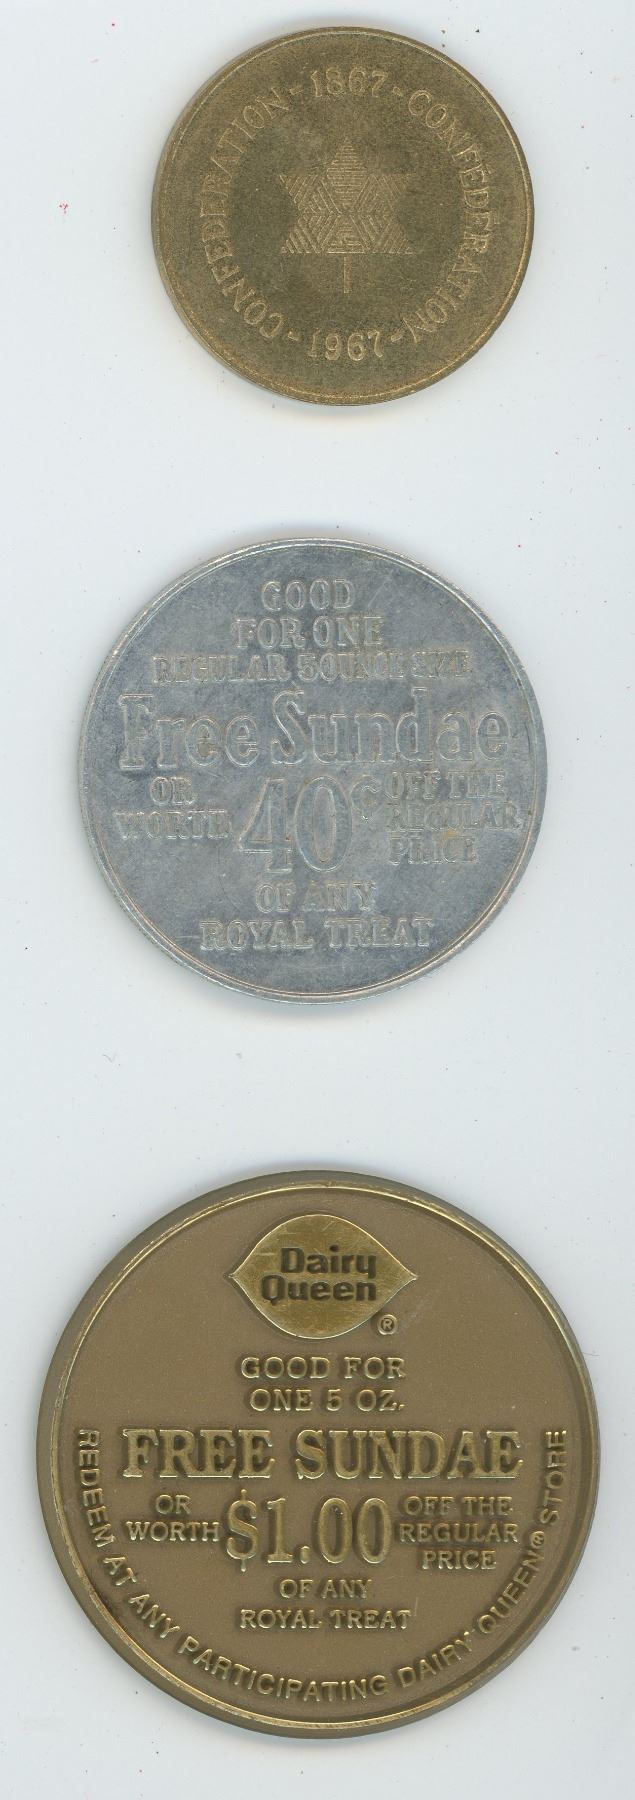 CONFEDERATION - 1867 - CONFEDERATION - 1967 -
GOOD
FOR ONE
REGULAR 5 OUNCE SIZE
Free Sundae
OR
WORTH
40¢
OFF THE
REGULAR
PRICE
OF ANY
ROYAL TREAT
Dairy
Queen
®
GOOD FOR
ONE 5 OZ.
FREE SUNDAE
OR
WORTH
$1.00
OFF THE
REGULAR
PRICE
OF ANY
ROYAL TREAT
REDEEM AT ANY PARTICIPATING DAIRY QUEEN® STORE